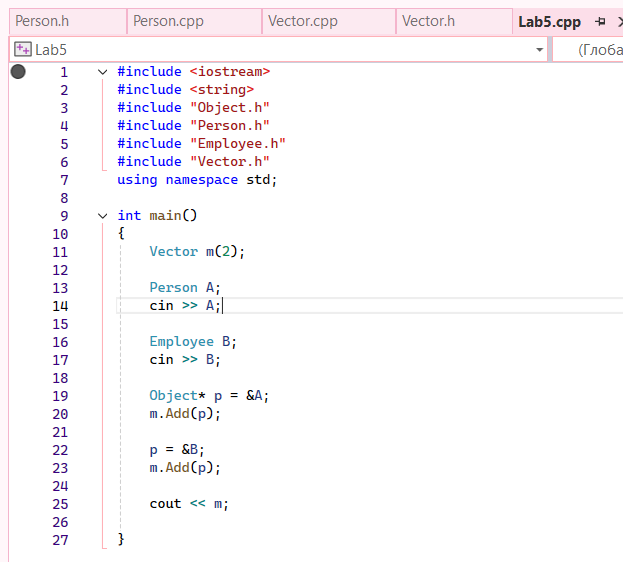 Person.h Person.cpp Vector.cpp Vector.h Lab5.cpp
Lab5 (Глоба
1 #include <iostream>
2 #include <string>
3 #include "Object.h"
4 #include "Person.h"
5 #include "Employee.h"
6 #include "Vector.h"
7 using namespace std;
8
9 int main()
10 {
11 Vector m(2);
12
13 Person A;
14 cin >> A;
15
16 Employee B;
17 cin >> B;
18
19 Object* p = &A;
20 m.Add(p);
21
22 p = &B;
23 m.Add(p);
24
25 cout << m;
26
27 }